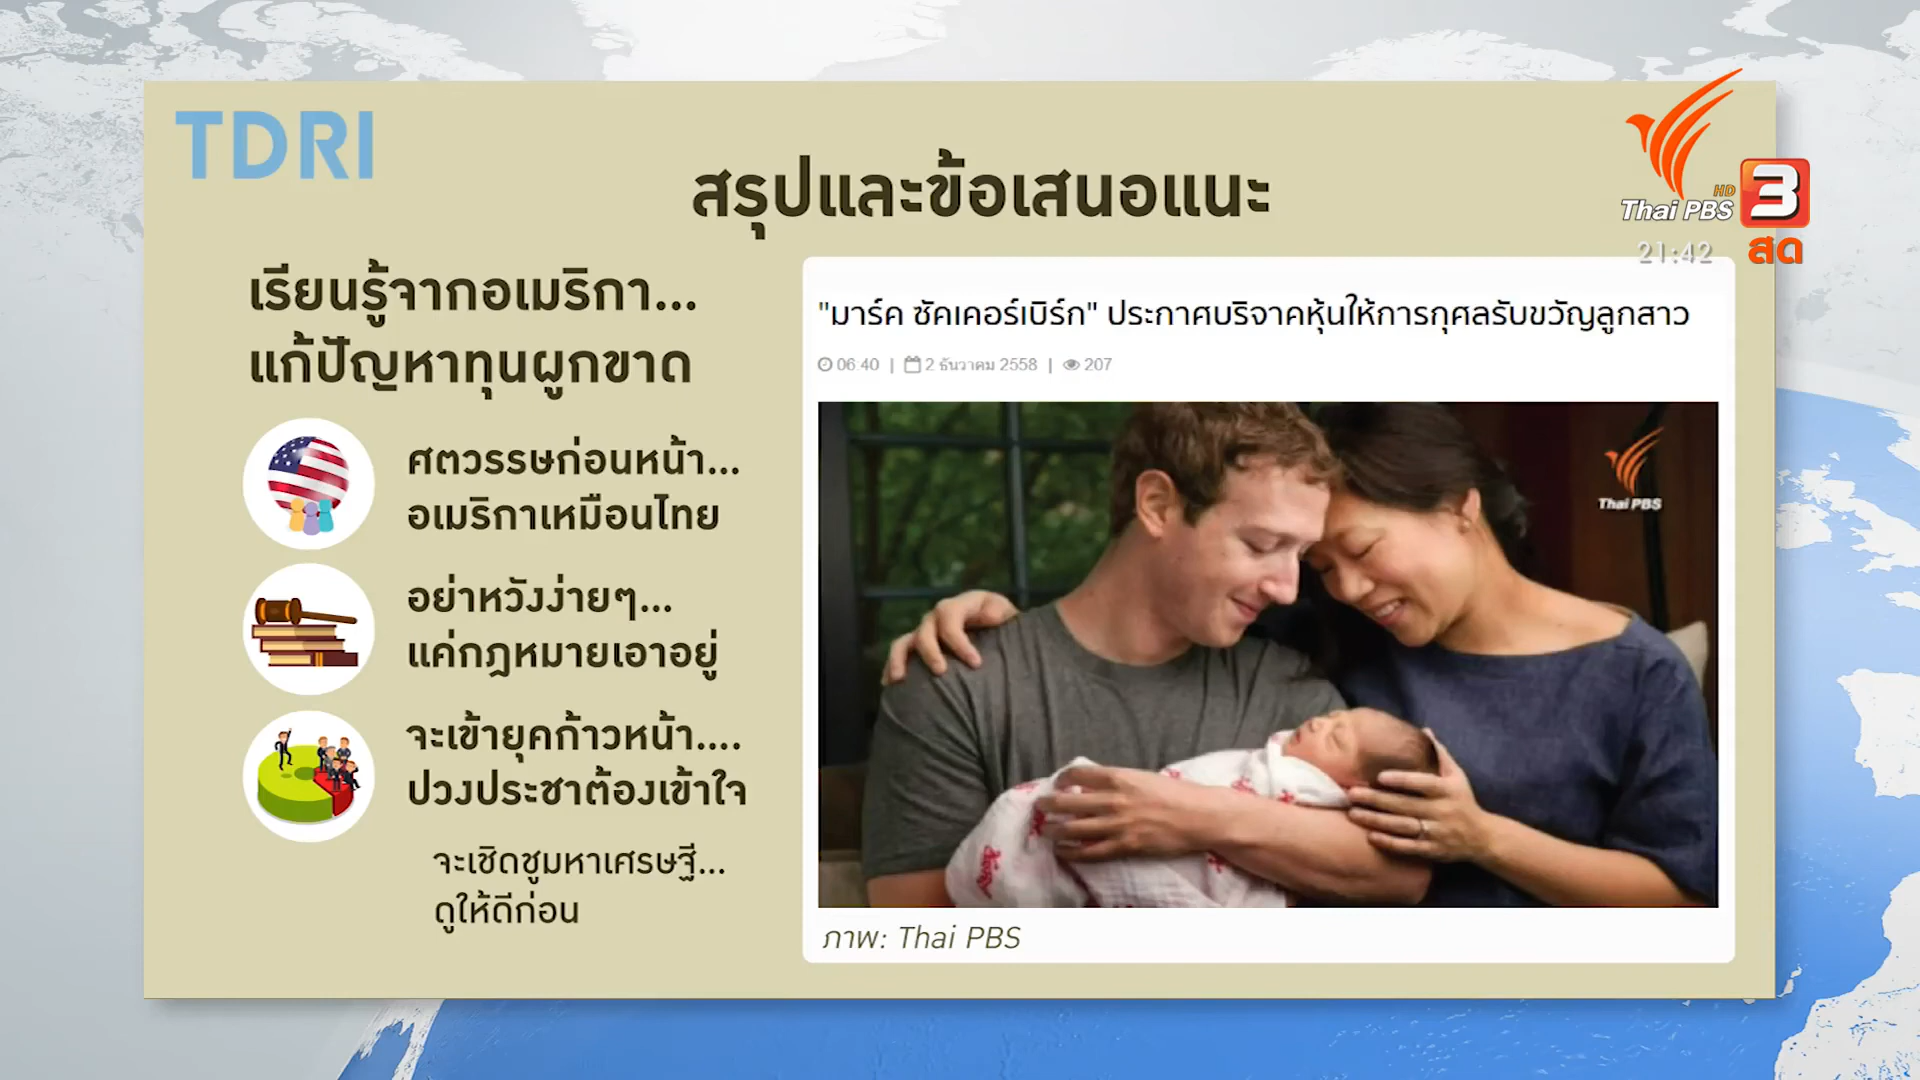 TDRI
สรุปและข้อเสนอแนะ
Thai PBS HD 3
21:42 สด
เรียนรู้จากอเมริกา...
แก้ปัญหาทุนผูกขาด
ศตวรรษก่อนหน้า...
อเมริกาเหมือนไทย
อย่าหวังง่ายๆ...
แค่กฎหมายเอาอยู่
จะเข้ายุคก้าวหน้า....
ปวงประชาต้องเข้าใจ
จะเชิดชูมหาเศรษฐี...
ดูให้ดีก่อน
"มาร์ค ซัคเคอร์เบิร์ก" ประกาศบริจาคหุ้นให้การกุศลรับขวัญลูกสาว
06:40 | 2 ธันวาคม 2558 | 207
Thai PBS
ภาพ: Thai PBS